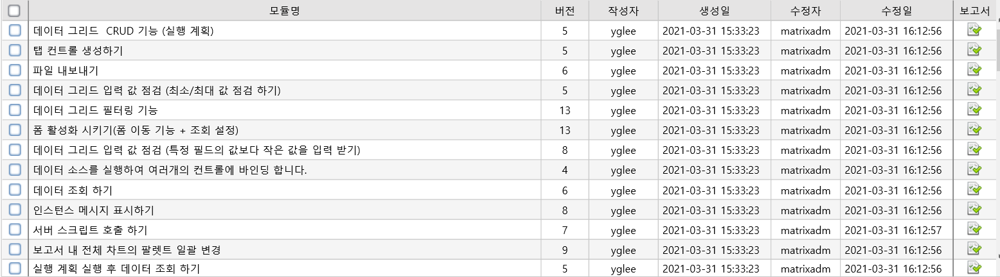 모듈명 버전 작성자 생성일 수정자 수정일 보고서
데이터 그리드  CRUD 기능 (실행 계획) 5 yglee 2021-03-31 15:33:23 matrixadm 2021-03-31 16:12:56
탭 컨트롤 생성하기 5 yglee 2021-03-31 15:33:23 matrixadm 2021-03-31 16:12:56
파일 내보내기 6 yglee 2021-03-31 15:33:23 matrixadm 2021-03-31 16:12:56
데이터 그리드 입력 값 점검 (최소/최대 값 점검 하기) 5 yglee 2021-03-31 15:33:23 matrixadm 2021-03-31 16:12:56
데이터 그리드 필터링 기능 13 yglee 2021-03-31 15:33:23 matrixadm 2021-03-31 16:12:56
폼 활성화 시키기(폼 이동 기능 + 조회 설정) 13 yglee 2021-03-31 15:33:23 matrixadm 2021-03-31 16:12:56
데이터 그리드 입력 값 점검 (특정 필드의 값보다 작은 값을 입력 받기) 8 yglee 2021-03-31 15:33:23 matrixadm 2021-03-31 16:12:56
데이터 소스를 실행하여 여러개의 컨트롤에 바인딩 합니다. 4 yglee 2021-03-31 15:33:23 matrixadm 2021-03-31 16:12:56
데이터 조회 하기 6 yglee 2021-03-31 15:33:23 matrixadm 2021-03-31 16:12:56
인스턴스 메시지 표시하기 8 yglee 2021-03-31 15:33:23 matrixadm 2021-03-31 16:12:56
서버 스크립트 호출 하기 7 yglee 2021-03-31 15:33:23 matrixadm 2021-03-31 16:12:57
보고서 내 전체 차트의 팔렛트 일괄 변경 9 yglee 2021-03-31 15:33:23 matrixadm 2021-03-31 16:12:56
실행 계획 실행 후 데이터 조회 하기 5 yglee 2021-03-31 15:33:23 matrixadm 2021-03-31 16:12:56